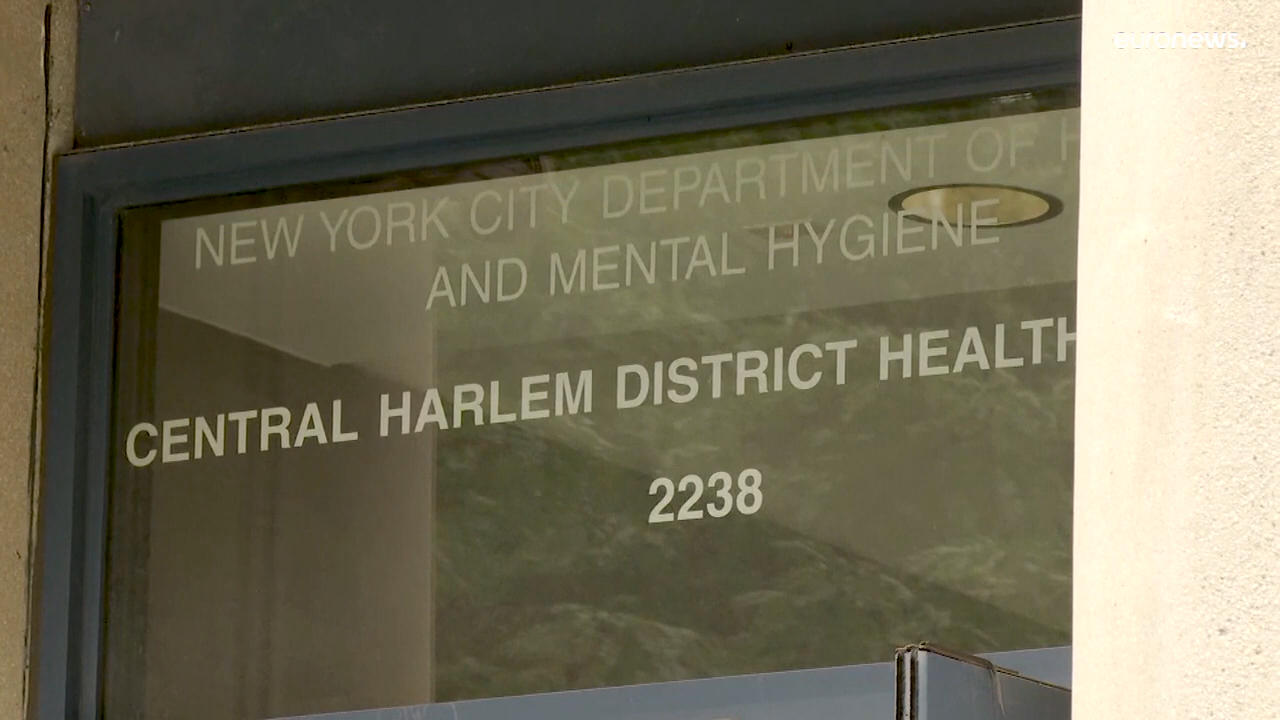 euronews.
NEW YORK CITY DEPARTMENT OF H
AND MENTAL HYGIENE
CENTRAL HARLEM DISTRICT HEALTH
2238